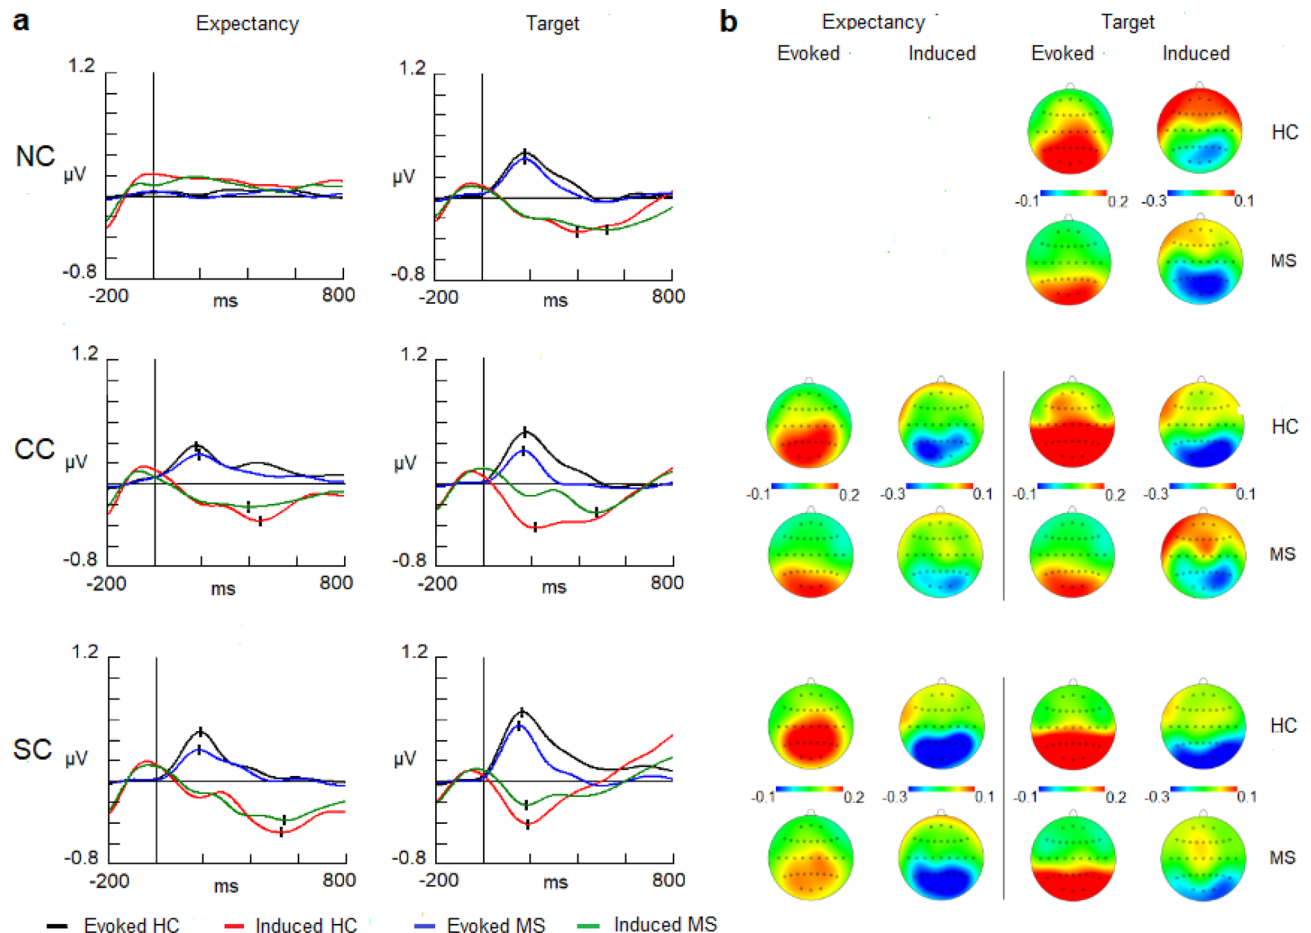 a Expectancy Target b Expectancy Target
Evoked Induced Evoked Induced
1.2 1.2
HC
NC μV μV
-0.1 0.2 -0.3 0.1
MS
-0.8 -0.8
-200 ms 800 -200 ms 800
1.2 1.2
HC
CC μV μV
-0.1 0.2 -0.3 0.1 -0.1 0.2 -0.3 0.1
MS
-0.8 -0.8
-200 ms 800 -200 ms 800
1.2 1.2
HC
SC μV μV
-0.1 0.2 -0.3 0.1 -0.1 0.2 -0.3 0.1
MS
-0.8 -0.8
-200 ms 800 -200 ms 800
Evoked HC Induced HC Evoked MS Induced MS